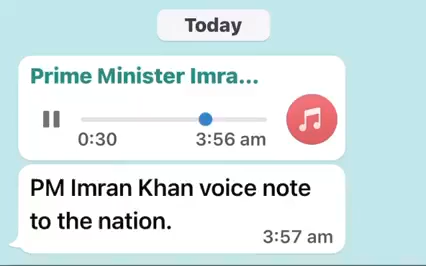 Today
Prime Minister Imra...
0:30 3:56 am
PM Imran Khan voice note
to the nation.
3:57 am